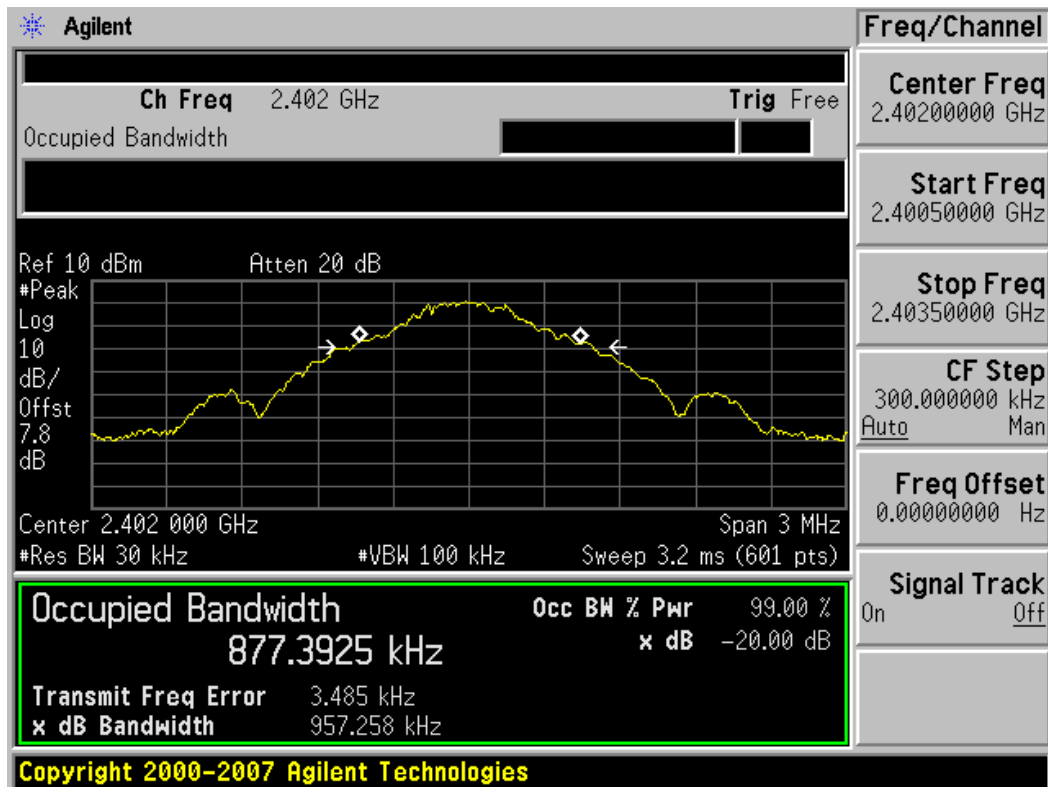 Agilent
Freq/Channel
Ch Freq 2.402 GHz Trig Free
Occupied Bandwidth
Center Freq
2.40200000 GHz
Start Freq
2.40050000 GHz
Stop Freq
2.40350000 GHz
CF Step
300.000000 kHz
Auto Man
Freq Offset
0.00000000 Hz
Signal Track
On Off
Ref 10 dBm Atten 20 dB
#Peak
Log
10
dB/
Offst
7.8
dB
Center 2.402 000 GHz Span 3 MHz
#Res BW 30 kHz #VBW 100 kHz Sweep 3.2 ms (601 pts)
Occupied Bandwidth Occ BW % Pwr 99.00 %
877.3925 kHz x dB -20.00 dB
Transmit Freq Error 3.485 kHz
x dB Bandwidth 957.258 kHz
Copyright 2000-2007 Agilent Technologies